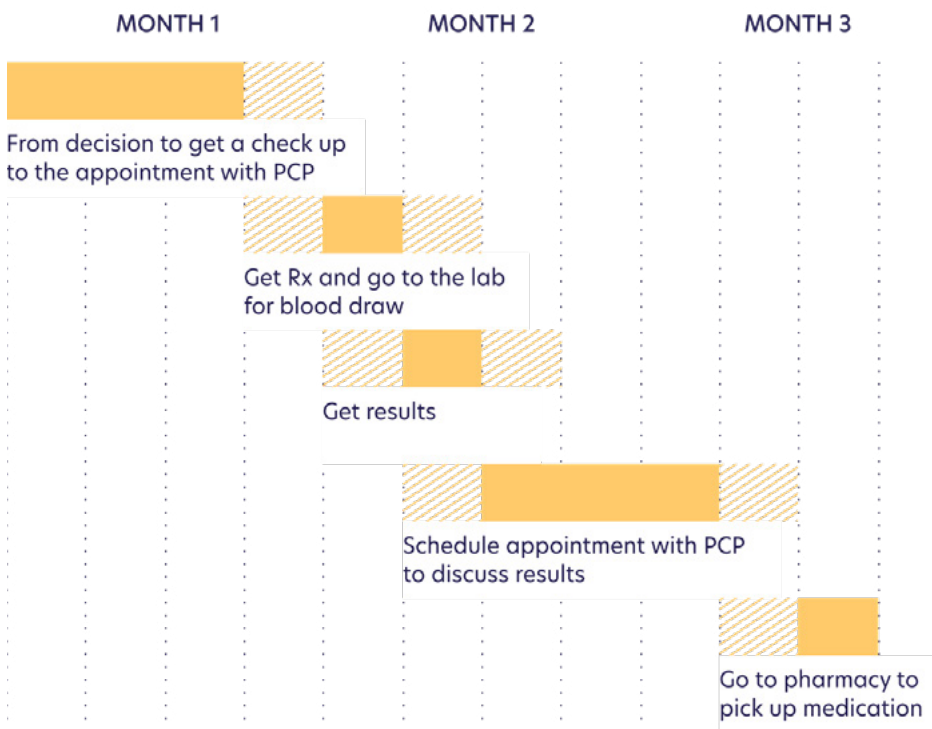 MONTH 1
MONTH 2
MONTH 3
From decision to get a check up
to the appointment with PCP
Get Rx and go to the lab
for blood draw
Get results
Schedule appointment with PCP
to discuss results
Go to pharmacy to
pick up medication